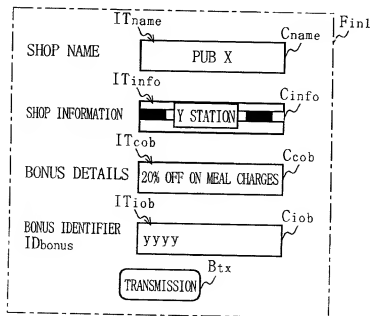 ITname Cname Fin1
SHOP NAME PUB X
ITinfo Cinfo
SHOP INFORMATION Y STATION
ITcob Ccob
BONUS DETAILS 20% OFF ON MEAL CHARGES
ITiob Ciob
BONUS IDENTIFIER
IDbonus yyyy
Btx
TRANSMISSION